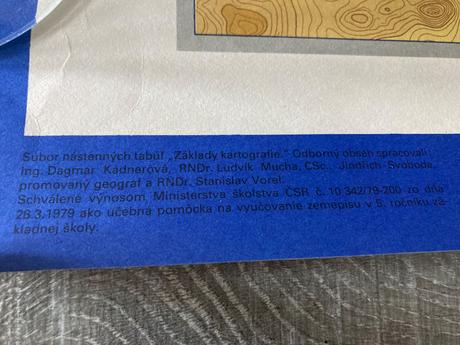 Súbor nástenných tabúľ „Základy kartografie.“ Odborný obsah spracovali:
Ing. Dagmar Kadnerová, RNDr. Ludvík Mucha, CSc., Jindřich Svoboda,
promovaný geograf a RNDr. Stanislav Vorel.
Schválené výnosom Ministerstva školstva ČSR č. 10 342/79-200 zo dňa
28.3.1979 ako učebná pomôcka na vyučovanie zemepisu v 5. ročníku zá-
kladnej školy.